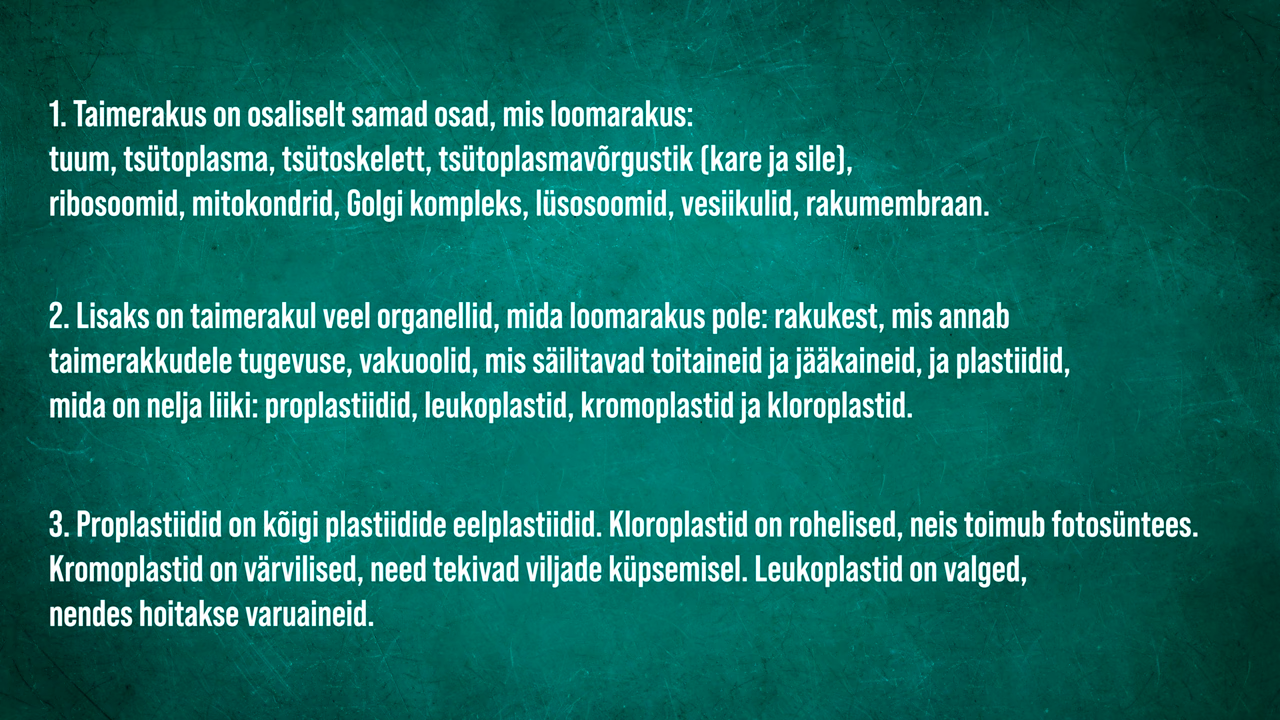 1. Taimerakus on osaliselt samad osad, mis loomarakus:
tuum, tsütoplasma, tsütoskelett, tsütoplasmavõrgustik (kare ja sile),
ribosoomid, mitokondrid, Golgi kompleks, lüsosoomid, vesiikulid, rakumembraan.
2. Lisaks on taimerakul veel organellid, mida loomarakus pole: rakukest, mis annab
taimerakkudele tugevuse, vakuoolid, mis säilitavad toitaineid ja jääkaineid, ja plastiidid,
mida on nelja liiki: proplastiidid, leukoplastid, kromoplastid ja kloroplastid.
3. Proplastiidid on kõigi plastiidide eelplastiidid. Kloroplastid on rohelised, neis toimub fotosüntees.
Kromoplastid on värvilised, need tekivad viljade küpsemisel. Leukoplastid on valged,
nendes hoitakse varuaineid.